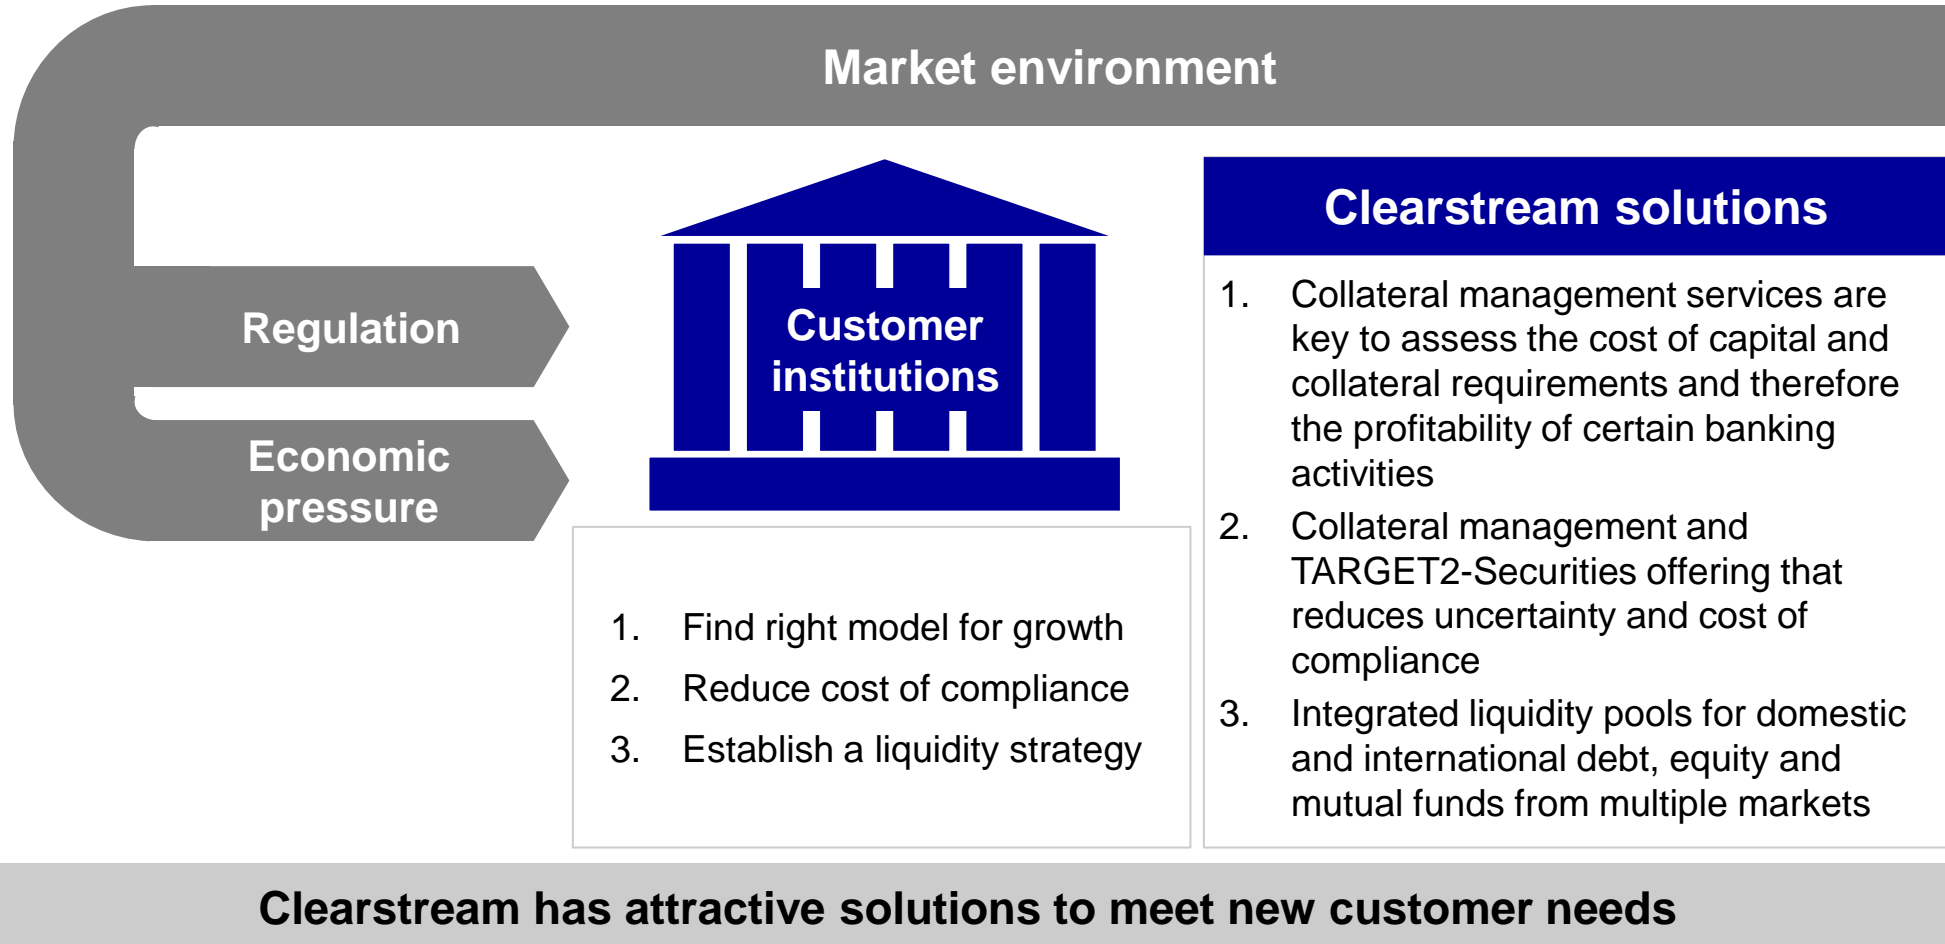 Market environment
Regulation
Economic
pressure
Customer
institutions
1. Find right model for growth
2. Reduce cost of compliance
3. Establish a liquidity strategy
Clearstream solutions
1. Collateral management services are
key to assess the cost of capital and
collateral requirements and therefore
the profitability of certain banking
activities
2. Collateral management and
TARGET2-Securities offering that
reduces uncertainty and cost of
compliance
3. Integrated liquidity pools for domestic
and international debt, equity and
mutual funds from multiple markets
Clearstream has attractive solutions to meet new customer needs